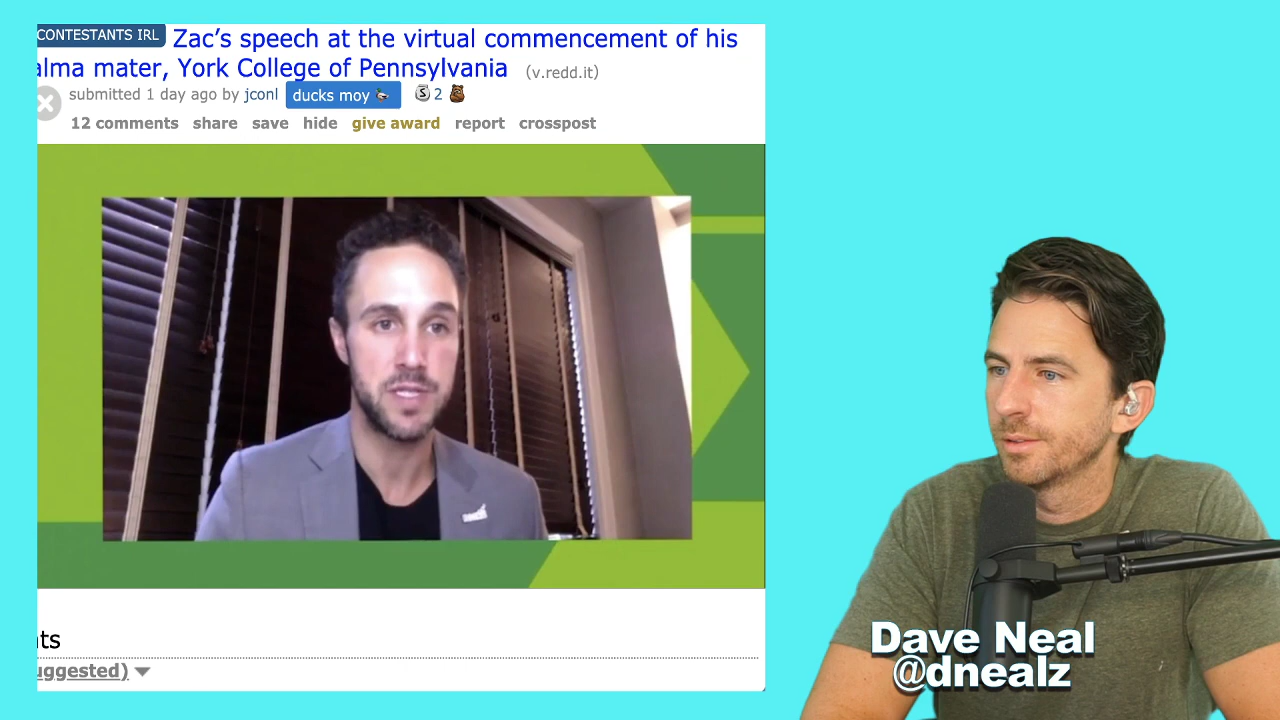 CONTESTANTS IRL Zac’s speech at the virtual commencement of his
alma mater, York College of Pennsylvania (v.redd.it)
submitted 1 day ago by jconl ducks moy 2
12 comments share save hide give award report crosspost
nts
uggested)
Dave Neal
@dnealz